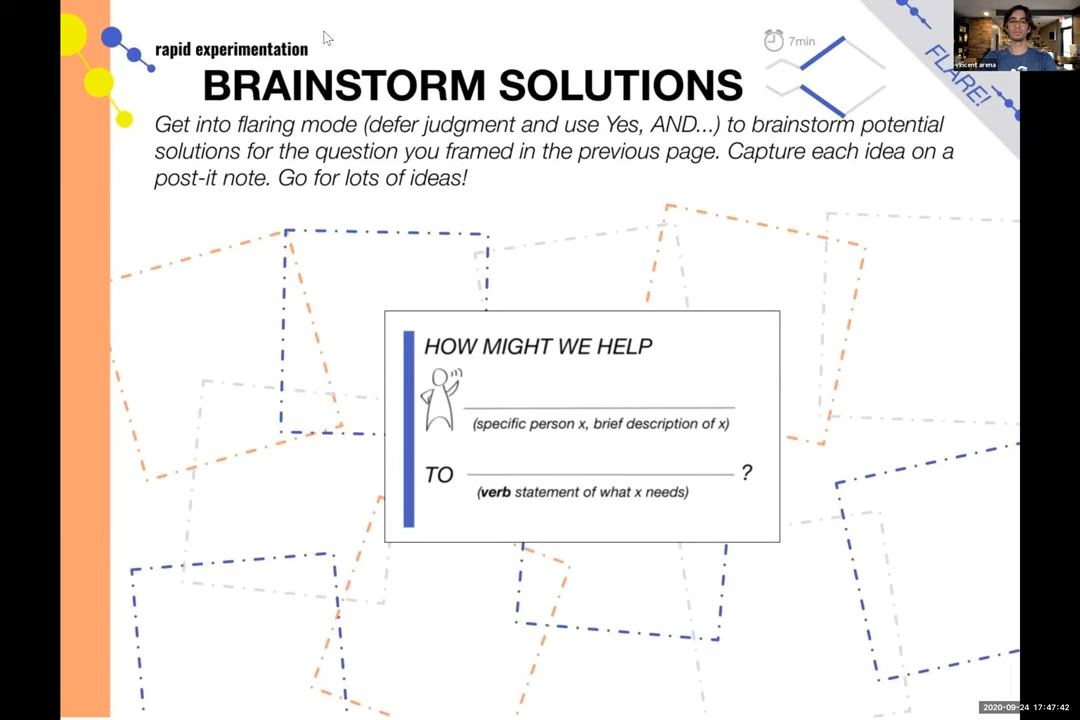 rapid experimentation
7min
BRAINSTORM SOLUTIONS
FLARE!
vincent arena
Get into flaring mode (defer judgment and use Yes, AND...) to brainstorm potential
solutions for the question you framed in the previous page. Capture each idea on a
post-it note. Go for lots of ideas!
HOW MIGHT WE HELP
(specific person x, brief description of x)
TO ?
(verb statement of what x needs)
2020-09-24 17:47:42